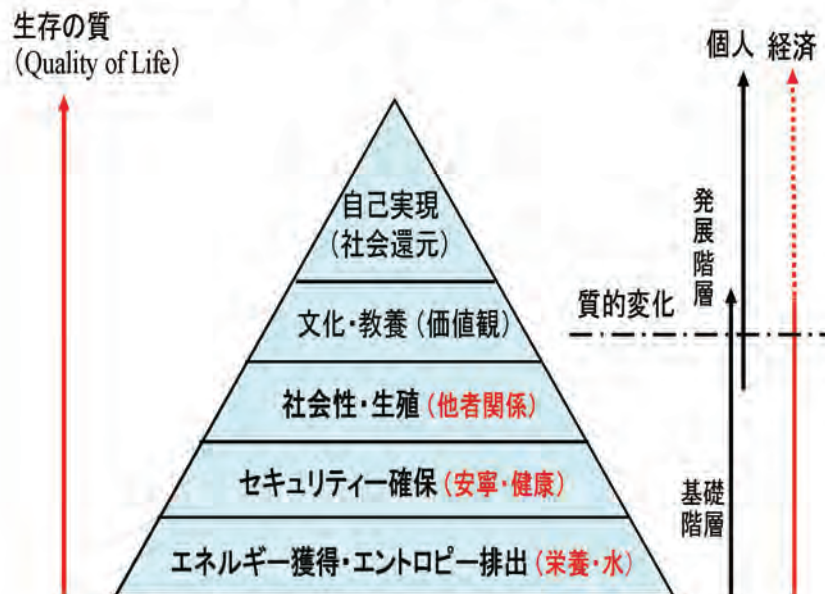 生存の質
(Quality of Life)
個人 経済
自己実現
(社会還元)
文化・教養 (価値観)
社会性・生殖 (他者関係)
セキュリティー確保 (安寧・健康)
エネルギー獲得・エントロピー排出 (栄養・水)
発展階層
質的変化
基礎
階層